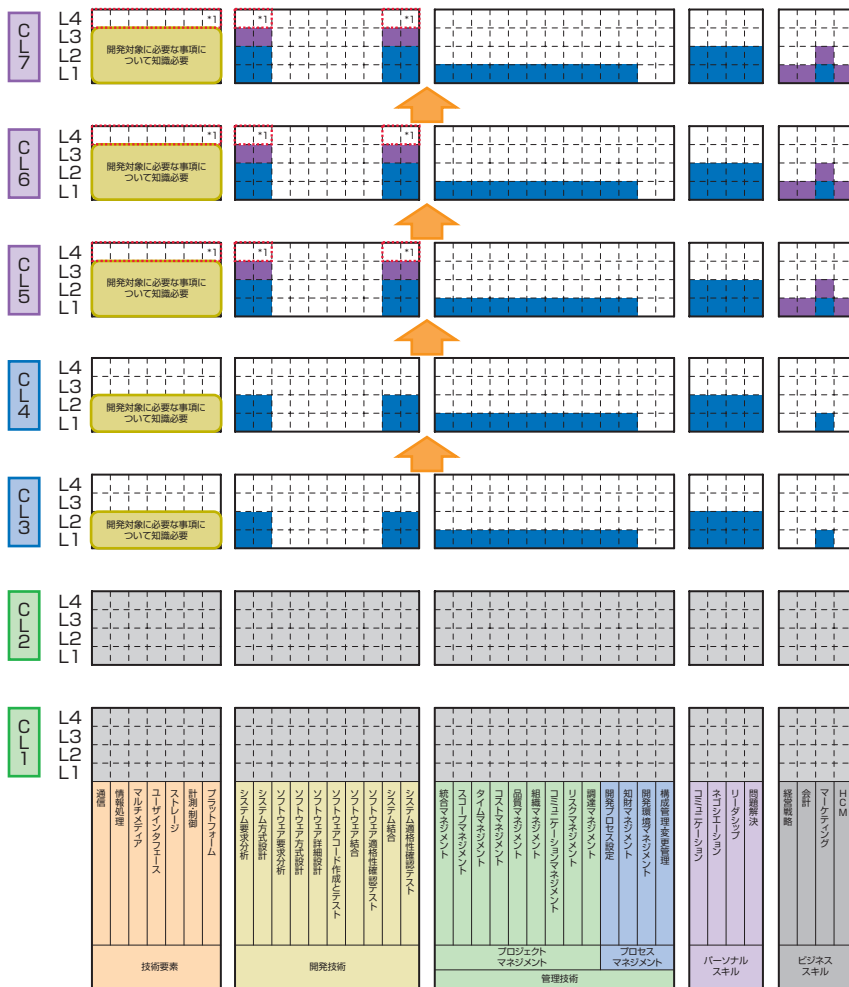 CL7
L4
L3
L2
L1
*1
*1
*1
開発対象に必要な事項に
ついて知識必要
CL6
L4
L3
L2
L1
*1
*1
*1
開発対象に必要な事項に
ついて知識必要
CL5
L4
L3
L2
L1
*1
*1
*1
開発対象に必要な事項に
ついて知識必要
CL4
L4
L3
L2
L1
開発対象に必要な事項に
ついて知識必要
CL3
L4
L3
L2
L1
開発対象に必要な事項に
ついて知識必要
CL2
L4
L3
L2
L1
CL1
L4
L3
L2
L1
通信
情報処理
マルチメディア
ユーザインタフェース
ストレージ
計測・制御
プラットフォーム
技術要素
システム要求分析
システム方式設計
ソフトウェア要求分析
ソフトウェア方式設計
ソフトウェア詳細設計
ソフトウェアコード作成とテスト
ソフトウェア結合
ソフトウェア適格性確認テスト
システム結合
システム適格性確認テスト
開発技術
統合マネジメント
スコープマネジメント
タイムマネジメント
コストマネジメント
品質マネジメント
組織マネジメント
コミュニケーションマネジメント
リスクマネジメント
調達マネジメント
開発プロセス設定
知財マネジメント
開発環境マネジメント
構成管理・変更管理
プロジェクト
マネジメント
プロセス
マネジメント
管理技術
コミュニケーション
ネゴシエーション
リーダシップ
問題解決
パーソナル
スキル
経営戦略
会計
マーケティング
HCM
ビジネス
スキル